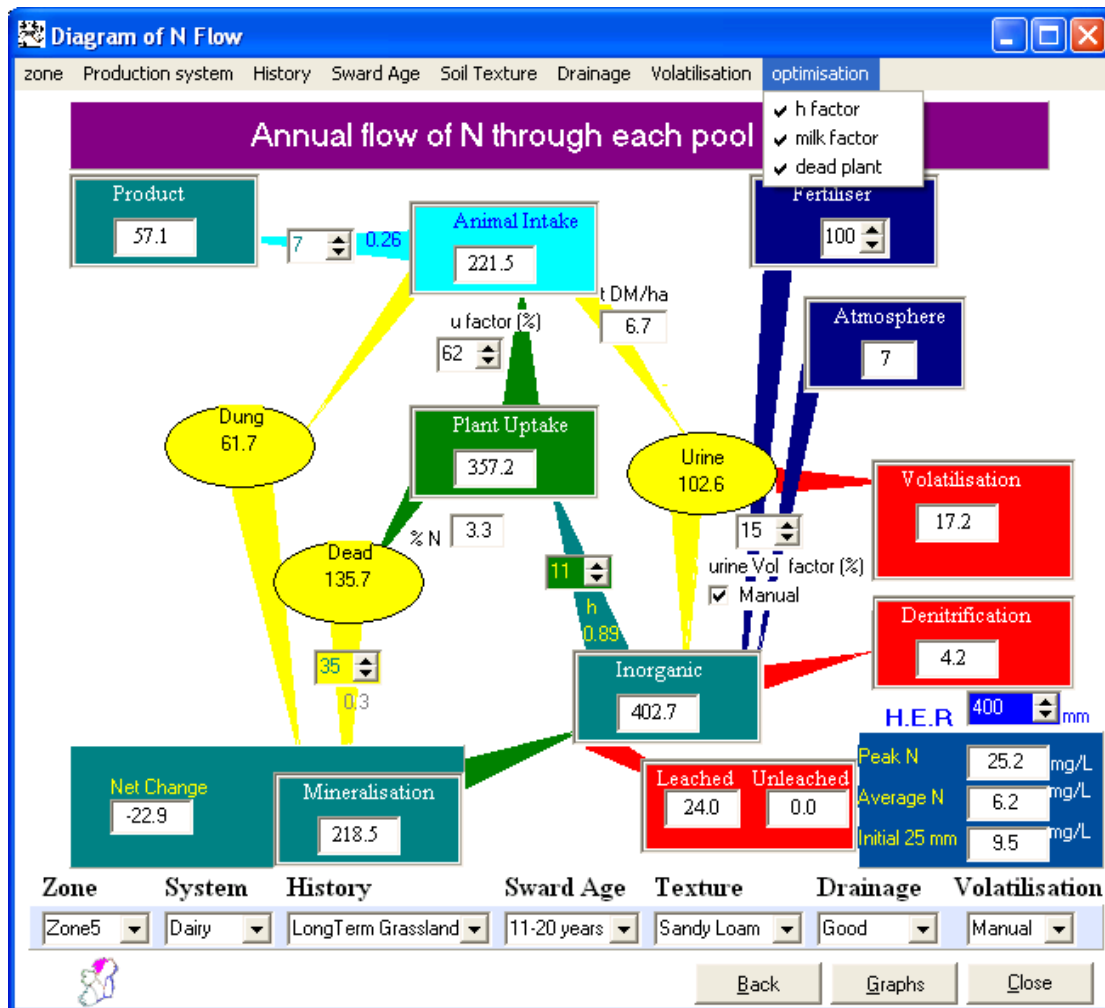 Diagram of N Flow
zone Production system History Sward Age Soil Texture Drainage Volatilisation optimisation
h factor
milk factor
dead plant
Annual flow of N through each pool
Product
57.1
7
0.26
Animal Intake
221.5
Fertiliser
100
t DM/ha
6.7
u factor (%)
62
Atmosphere
7
Dung
61.7
Plant Uptake
357.2
Urine
102.6
Volatilisation
17.2
% N
3.3
15
urine Vol factor (%)
Manual
Dead
135.7
11
h
0.89
Denitrification
4.2
35
0.3
Inorganic
402.7
H.E.R 400 mm
Net Change
-22.9
Mineralisation
218.5
Leached Unleached
24.0 0.0
Peak N 25.2 mg/L
Average N 6.2 mg/L
Initial 25 mm 9.5 mg/L
Zone System History Sward Age Texture Drainage Volatilisation
Zone5 Dairy LongTerm Grassland 11-20 years Sandy Loam Good Manual
Back Graphs Close